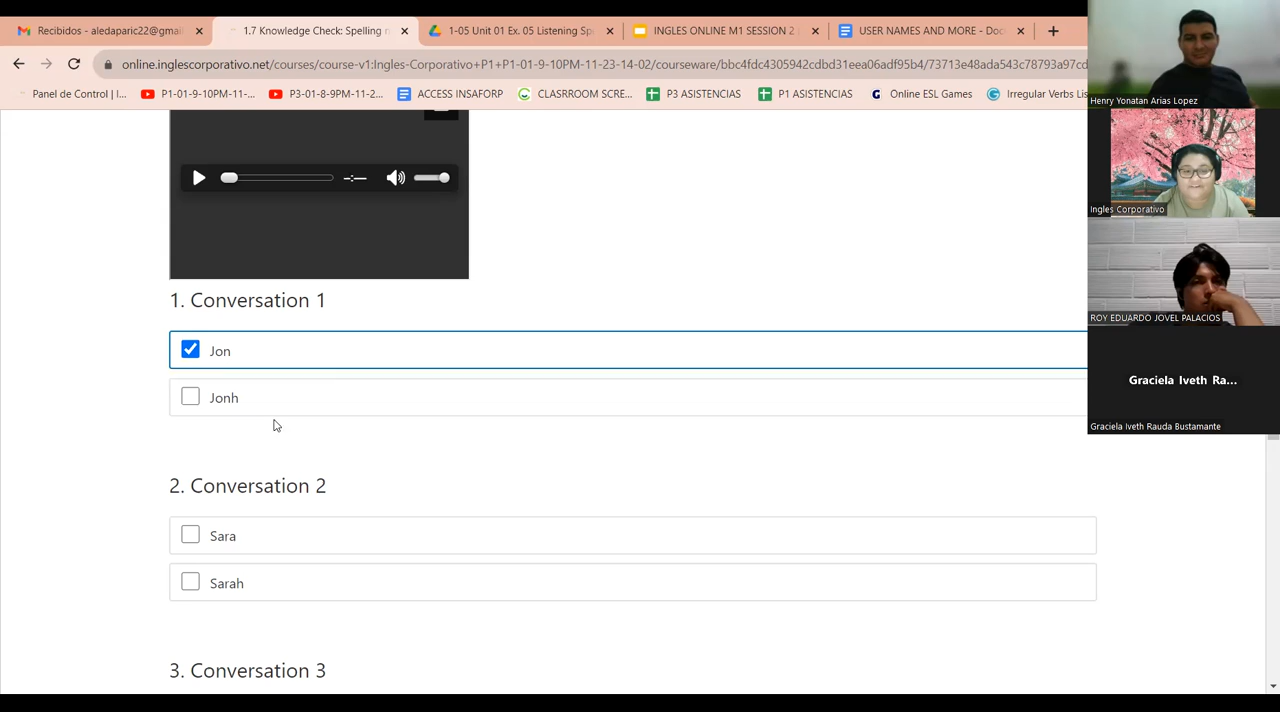 Recibidos - aledaparic22@gmai
1.7 Knowledge Check: Spelling n
1-05 Unit 01 Ex. 05 Listening Sp
INGLES ONLINE M1 SESSION 2
USER NAMES AND MORE - Doc
online.inglescorporativo.net/courses/course-v1:Ingles-Corporativo+P1+P1-01-9-10PM-11-23-14-02/courseware/bbc4fdc4305942cdbd31eea06adf95b4/73713e48ada543c78793a97cd
Panel de Control | I...
P1-01-9-10PM-11-...
P3-01-8-9PM-11-2...
ACCESS INSAFORP
CLASRROOM SCRE...
P3 ASISTENCIAS
P1 ASISTENCIAS
Online ESL Games
Irregular Verbs Lis
Henry Yonatan Arias Lopez
Ingles Corporativo
ROY EDUARDO JOVEL PALACIOS
Graciela Iveth Ra...
Graciela Iveth Rauda Bustamante
1. Conversation 1
Jon
Jonh
2. Conversation 2
Sara
Sarah
3. Conversation 3